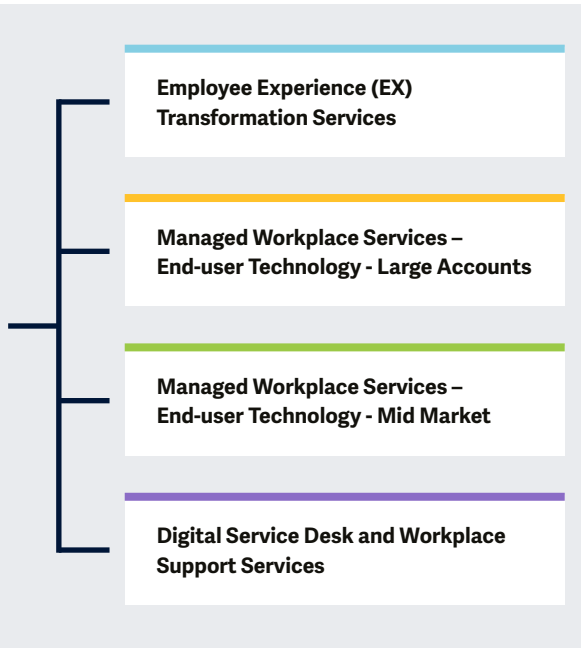 Employee Experience (EX)
Transformation Services
Managed Workplace Services –
End-user Technology - Large Accounts
Managed Workplace Services –
End-user Technology - Mid Market
Digital Service Desk and Workplace
Support Services